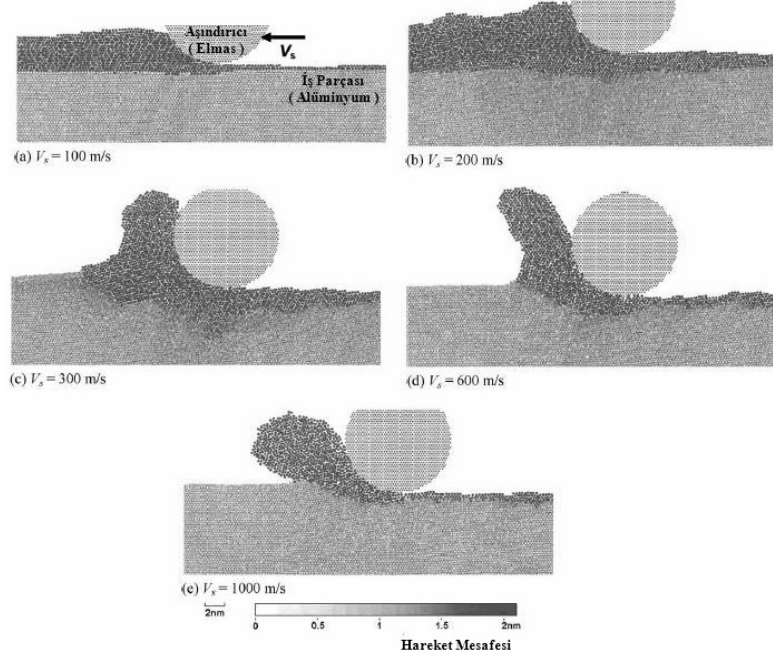 Aşındırıcı
( Elmas )
Vs
İş Parçası
( Alüminyum )
(a) Vs = 100 m/s
(b) Vs = 200 m/s
(c) Vs = 300 m/s
(d) Vs = 600 m/s
(e) Vs = 1000 m/s
2nm
0 0.5 1 1.5 2nm
Hareket Mesafesi